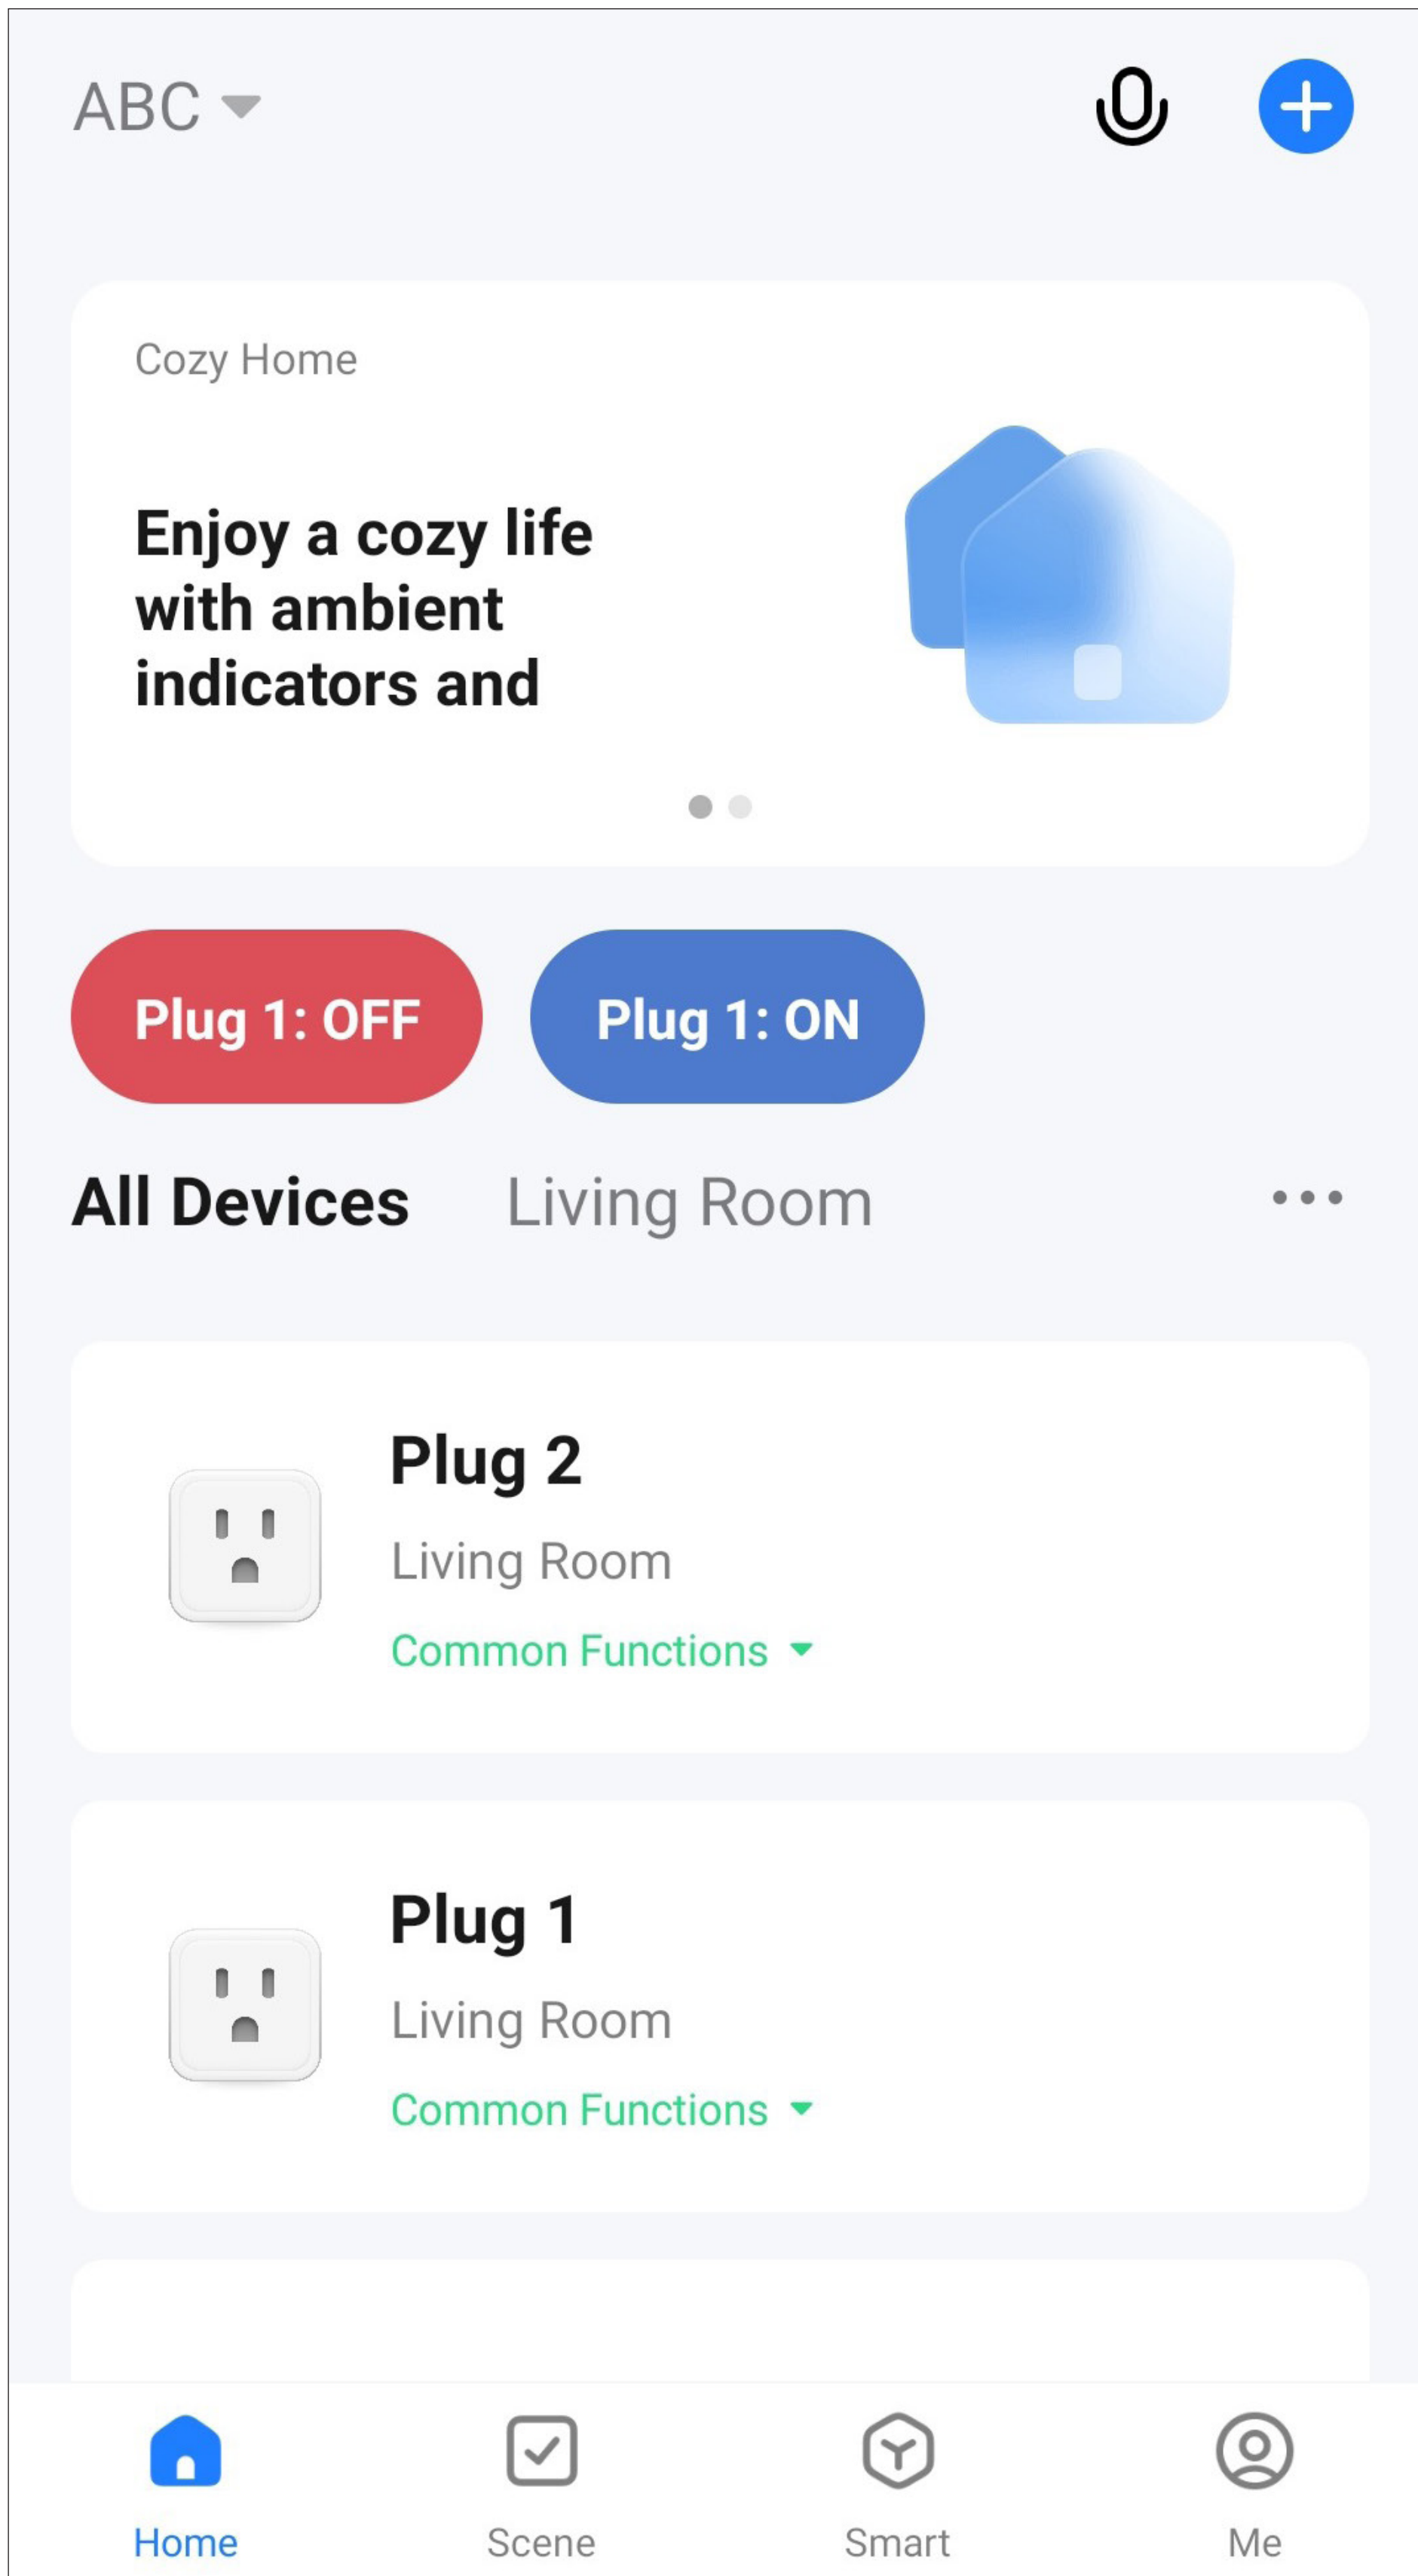 ABC
Cozy Home
Enjoy a cozy life
with ambient
indicators and
Plug 1: OFF
Plug 1: ON
All Devices
Living Room
Plug 2
Living Room
Common Functions
Plug 1
Living Room
Common Functions
Home
Scene
Smart
Me